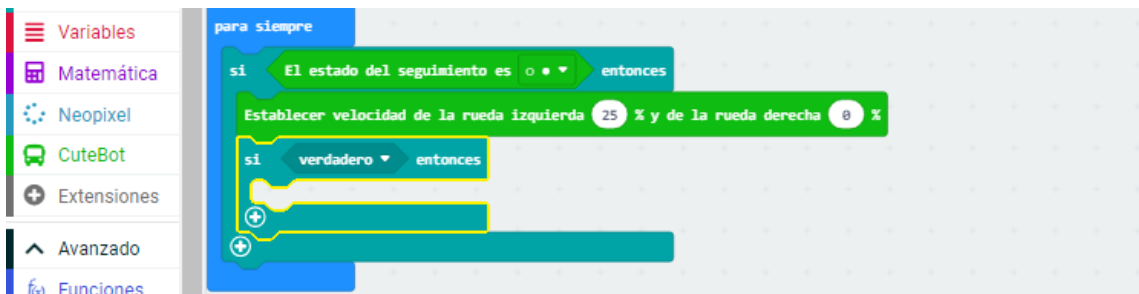 Variables
Matemática
Neopixel
CuteBot
Extensiones
Avanzado
f(x) Funciones
para siempre
si El estado del seguimiento es entonces
Establecer velocidad de la rueda izquierda 25 % y de la rueda derecha 0 %
si verdadero entonces